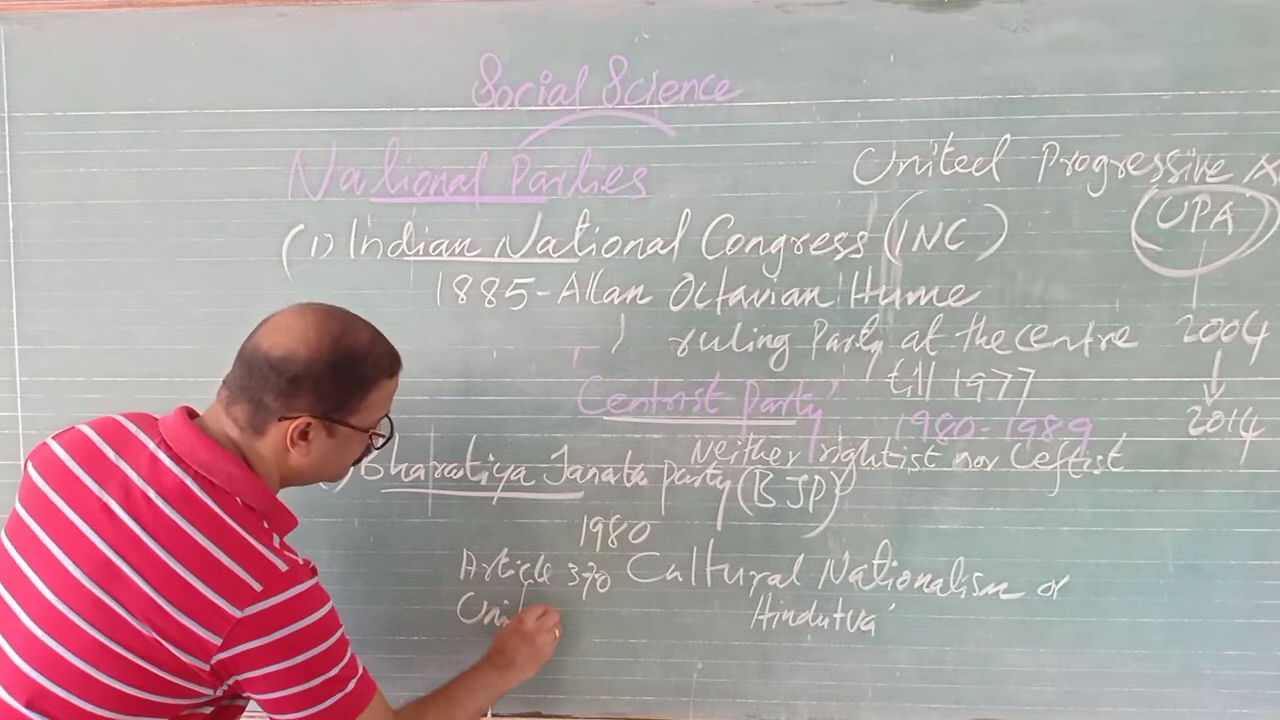 Social Science
National Parties
United Progressive A
UPA
(1) Indian National Congress (INC)
1885-Allan Octavian Hume
ruling Party at the centre
till 1977
2004
2014
'Centrist party'
1980-1989
Neither rightist nor leftist
) Bharatiya Janata party (BJP)
1980
Article 370
Cultural Nationalism or
Hindutva'
Uni